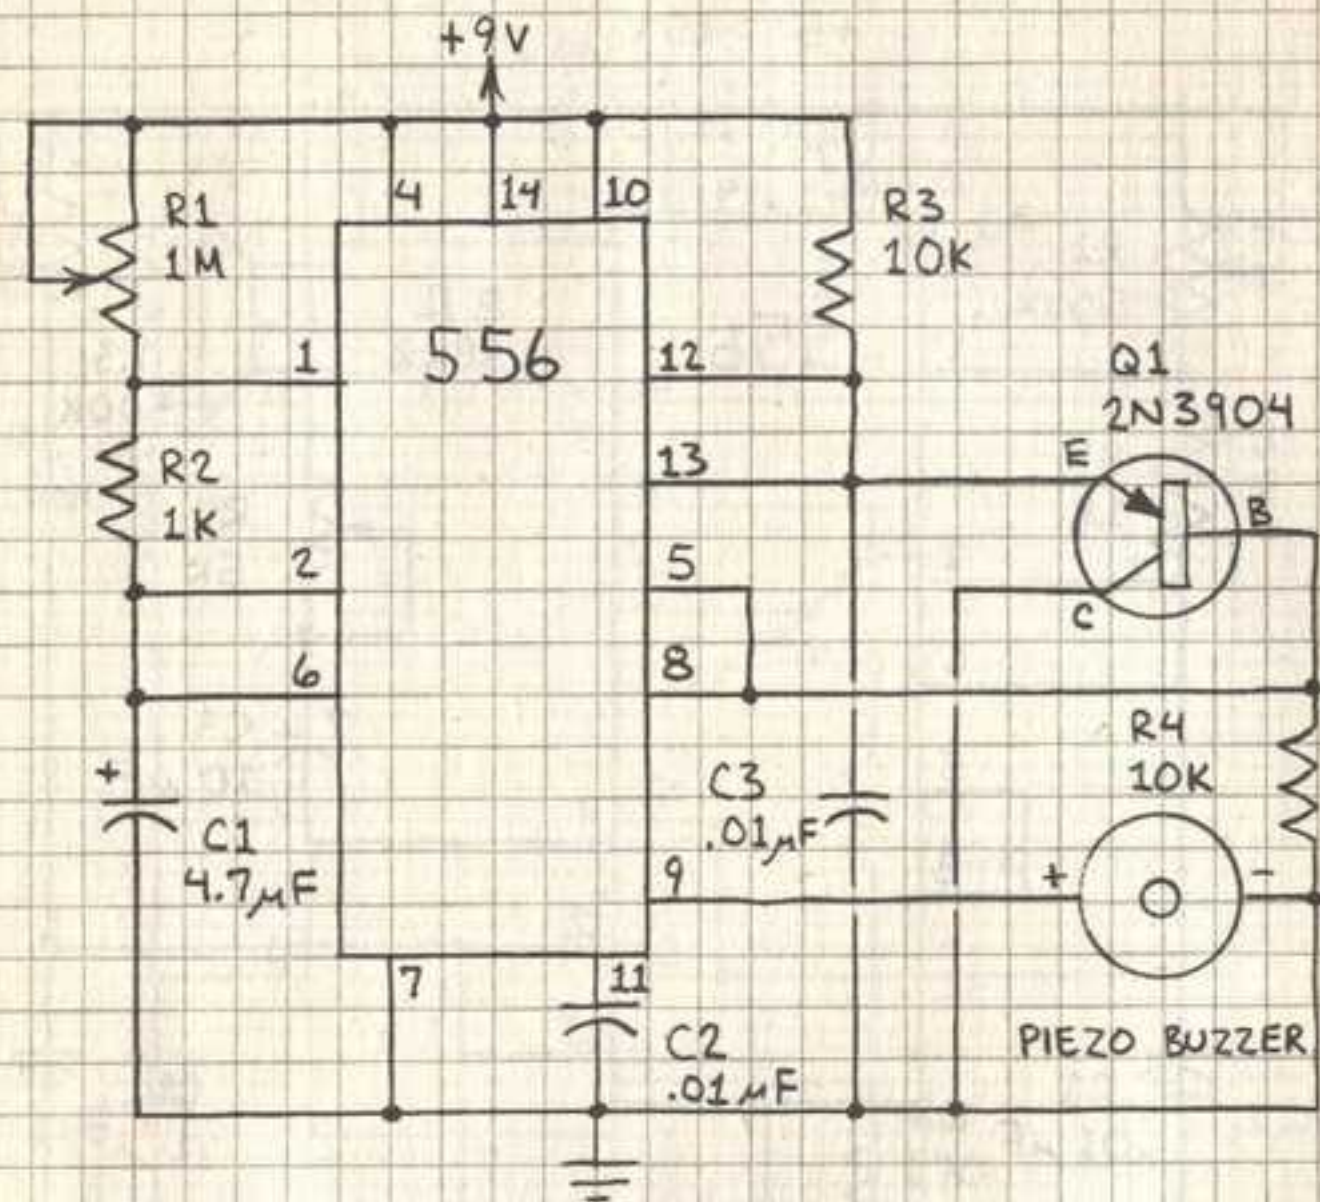 +9V
4
14
10
R1
1M
R3
10K
556
1
12
Q1
2N3904
13
E
R2
1K
B
2
5
C
6
8
R4
10K
+
C3
.01μF
C1
4.7μF
9
+
-
7
11
C2
.01μF
PIEZO BUZZER